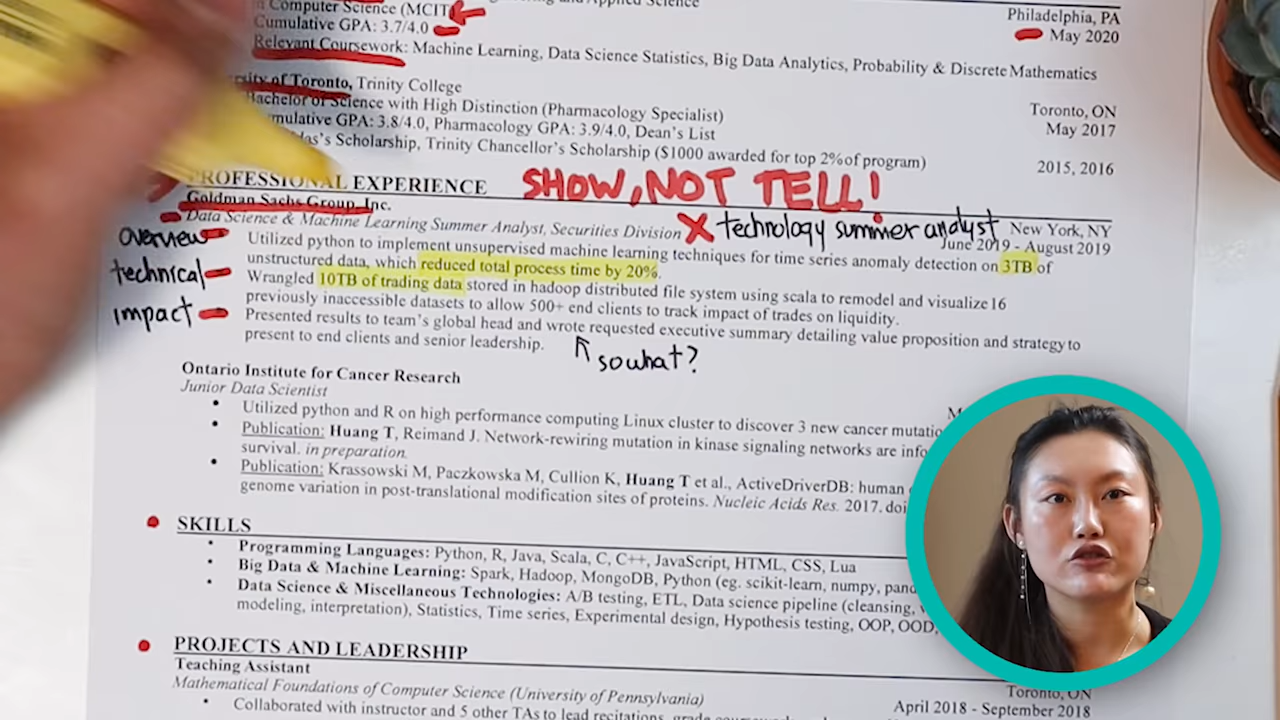 Computer Science (MCIT
Philadelphia, PA
Cumulative GPA: 3.7/4.0
May 2020
Relevant Coursework: Machine Learning, Data Science Statistics, Big Data Analytics, Probability & Discrete Mathematics
of Toronto, Trinity College
Bachelor of Science with High Distinction (Pharmacology Specialist)
Toronto, ON
mulative GPA: 3.8/4.0, Pharmacology GPA: 3.9/4.0, Dean's List
May 2017
as's Scholarship, Trinity Chancellor's Scholarship ($1000 awarded for top 2%of program)
2015, 2016
PROFESSIONAL EXPERIENCE
SHOW, NOT TELL!
Goldman Sachs Group, Inc.
Data Science & Machine Learning Summer Analyst, Securities Division
X technology summer analyst
New York, NY
June 2019 - August 2019
overview
Utilized python to implement unsupervised machine learning techniques for time series anomaly detection on 3TB of
unstructured data, which reduced total process time by 20%.
technical
Wrangled 10TB of trading data stored in hadoop distributed file system using scala to remodel and visualize 16
previously inaccessible datasets to allow 500+ end clients to track impact of trades on liquidity.
impact
Presented results to team's global head and wrote requested executive summary detailing value proposition and strategy to
present to end clients and senior leadership.
so what?
Ontario Institute for Cancer Research
Junior Data Scientist
M
• Utilized python and R on high performance computing Linux cluster to discover 3 new cancer mutatio
• Publication: Huang T, Reimand J. Network-rewiring mutation in kinase signaling networks are info
survival. in preparation.
• Publication: Krassowski M, Paczkowska M, Cullion K, Huang T et al., ActiveDriverDB: human
genome variation in post-translational modification sites of proteins. Nucleic Acids Res. 2017. doi
SKILLS
• Programming Languages: Python, R, Java, Scala, C, C++, JavaScript, HTML, CSS, Lua
• Big Data & Machine Learning: Spark, Hadoop, MongoDB, Python (eg. scikit-learn, numpy, pand
• Data Science & Miscellaneous Technologies: A/B testing, ETL, Data science pipeline (cleansing,
modeling, interpretation), Statistics, Time series, Experimental design, Hypothesis testing, OOP, OOD,
PROJECTS AND LEADERSHIP
Teaching Assistant
Toronto, ON
Mathematical Foundations of Computer Science (University of Pennsylvania)
April 2018 - September 2018
• Collaborated with instructor and 5 other TAs to lead recitations, grade